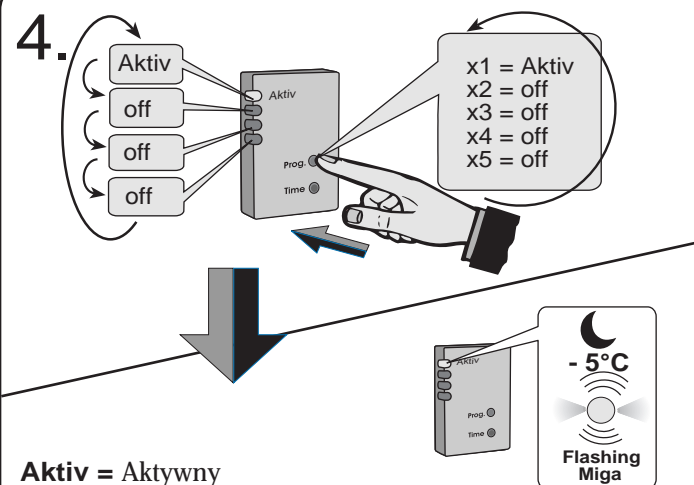 4.
Aktiv
off
off
off
Aktiv
Prog.
Time
x1 = Aktiv
x2 = off
x3 = off
x4 = off
x5 = off
Aktiv
Prog.
Time
- 5°C
Flashing
Miga
Aktiv = Aktywny